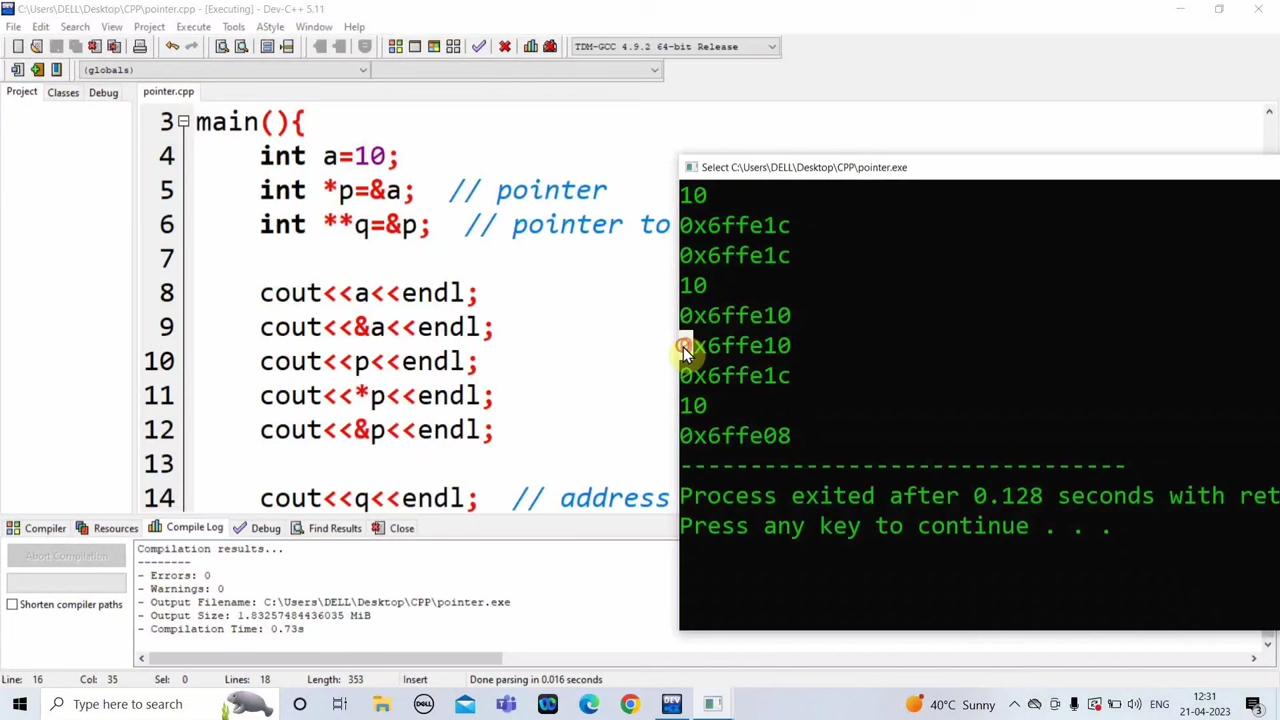 C:\Users\DELL\Desktop\CPP\pointer.cpp - [Executing] - Dev-C++ 5.11
File Edit Search View Project Execute Tools AStyle Window Help
TDM-GCC 4.9.2 64-bit Release
(globals)
Project Classes Debug pointer.cpp
3 main(){
4 int a=10;
5 int *p=&a; // pointer
6 int **q=&p; // pointer to
7
8 cout<<a<<endl;
9 cout<<&a<<endl;
10 cout<<p<<endl;
11 cout<<*p<<endl;
12 cout<<&p<<endl;
13
14 cout<<q<<endl; // address
Select C:\Users\DELL\Desktop\CPP\pointer.exe
10
0x6ffe1c
0x6ffe1c
10
0x6ffe10
0x6ffe10
0x6ffe1c
10
0x6ffe08
--------------------------------
Process exited after 0.128 seconds with ret
Press any key to continue . . .
Compiler Resources Compile Log Debug Find Results Close
Abort Compilation
Shorten compiler paths
Compilation results...
--------
- Errors: 0
- Warnings: 0
- Output Filename: C:\Users\DELL\Desktop\CPP\pointer.exe
- Output Size: 1.83257484436035 MiB
- Compilation Time: 0.73s
Line: 16 Col: 35 Sel: 0 Lines: 18 Length: 353 Insert Done parsing in 0.016 seconds
Type here to search
DELL
DEV
40°C Sunny
12:31
21-04-2023
3